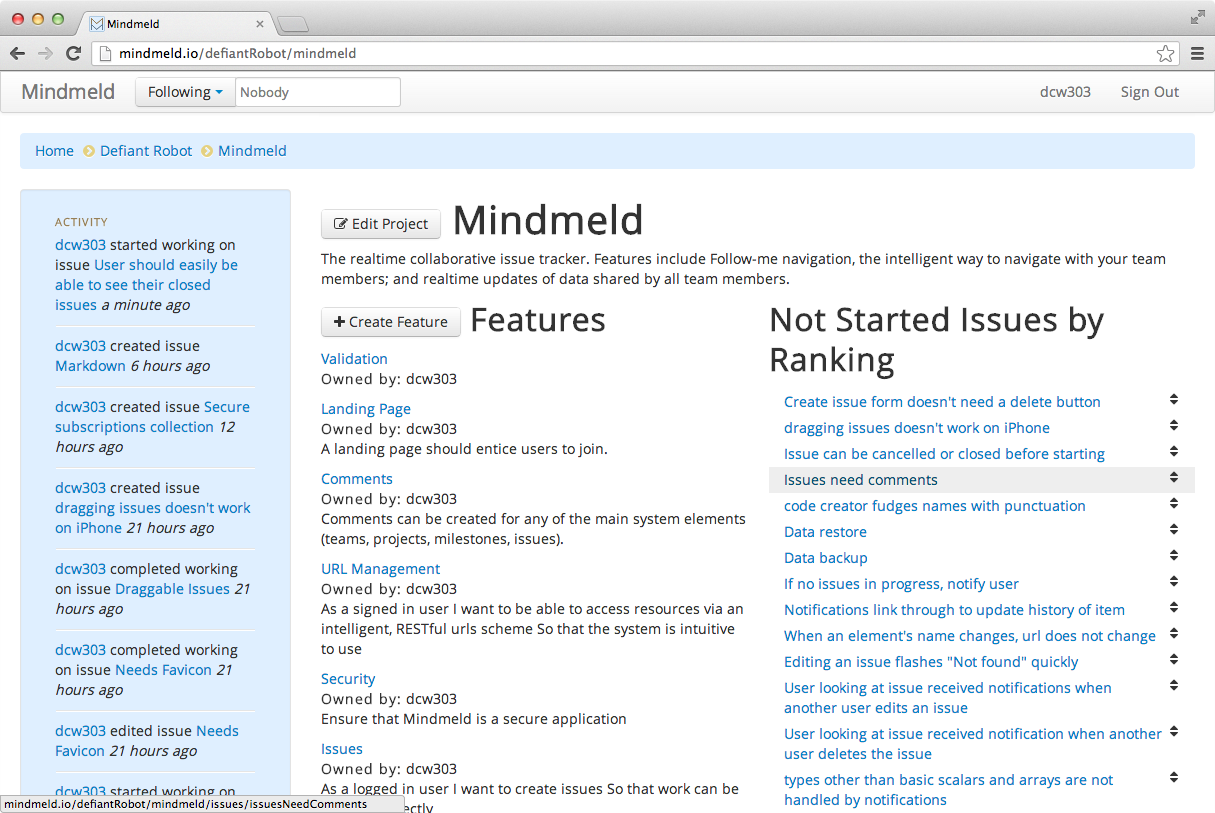 Mindmeld
mindmeld.io/defiantRobot/mindmeld
Mindmeld
Following
Nobody
dcw303
Sign Out
Home
Defiant Robot
Mindmeld
ACTIVITY
dcw303 started working on
issue User should easily be
able to see their closed
issues a minute ago
dcw303 created issue
Markdown 6 hours ago
dcw303 created issue Secure
subscriptions collection 12
hours ago
dcw303 created issue
dragging issues doesn't work
on iPhone 21 hours ago
dcw303 completed working
on issue Draggable Issues 21
hours ago
dcw303 completed working
on issue Needs Favicon 21
hours ago
dcw303 edited issue Needs
Favicon 21 hours ago
dcw303 started working on
mindmeld.io/defiantRobot/mindmeld/issues/issuesNeedComments
Edit Project
Mindmeld
The realtime collaborative issue tracker. Features include Follow-me navigation, the intelligent way to navigate with your team
members; and realtime updates of data shared by all team members.
Create Feature
Features
Validation
Owned by: dcw303
Landing Page
Owned by: dcw303
A landing page should entice users to join.
Comments
Owned by: dcw303
Comments can be created for any of the main system elements
(teams, projects, milestones, issues).
URL Management
Owned by: dcw303
As a signed in user I want to be able to access resources via an
intelligent, RESTful urls scheme So that the system is intuitive
to use
Security
Owned by: dcw303
Ensure that Mindmeld is a secure application
Issues
Owned by: dcw303
As a logged in user I want to create issues So that work can be
Not Started Issues by
Ranking
Create issue form doesn't need a delete button
dragging issues doesn't work on iPhone
Issue can be cancelled or closed before starting
Issues need comments
code creator fudges names with punctuation
Data restore
Data backup
If no issues in progress, notify user
Notifications link through to update history of item
When an element's name changes, url does not change
Editing an issue flashes "Not found" quickly
User looking at issue received notifications when
another user edits an issue
User looking at issue received notification when another
user deletes the issue
types other than basic scalars and arrays are not
handled by notifications